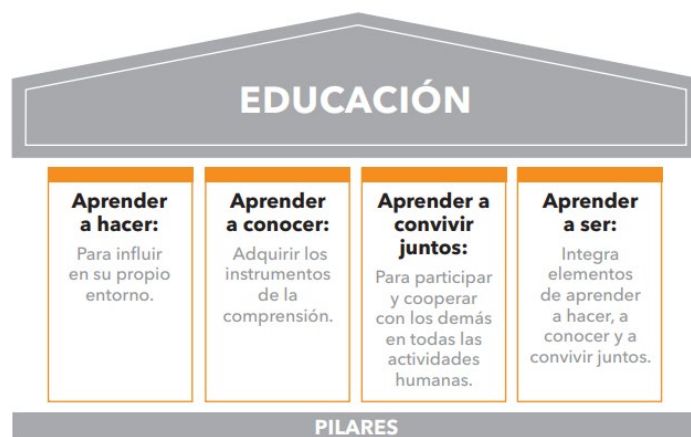 EDUCACIÓN
Aprender
a hacer:
Para influir
en su propio
entorno.
Aprender
a conocer:
Adquirir los
instrumentos
de la
comprensión.
Aprender a
convivir
juntos:
Para participar
y cooperar
con los demás
en todas las
actividades
humanas.
Aprender
a ser:
Integra
elementos
de aprender
a hacer, a
conocer y a
convivir juntos.
PILARES